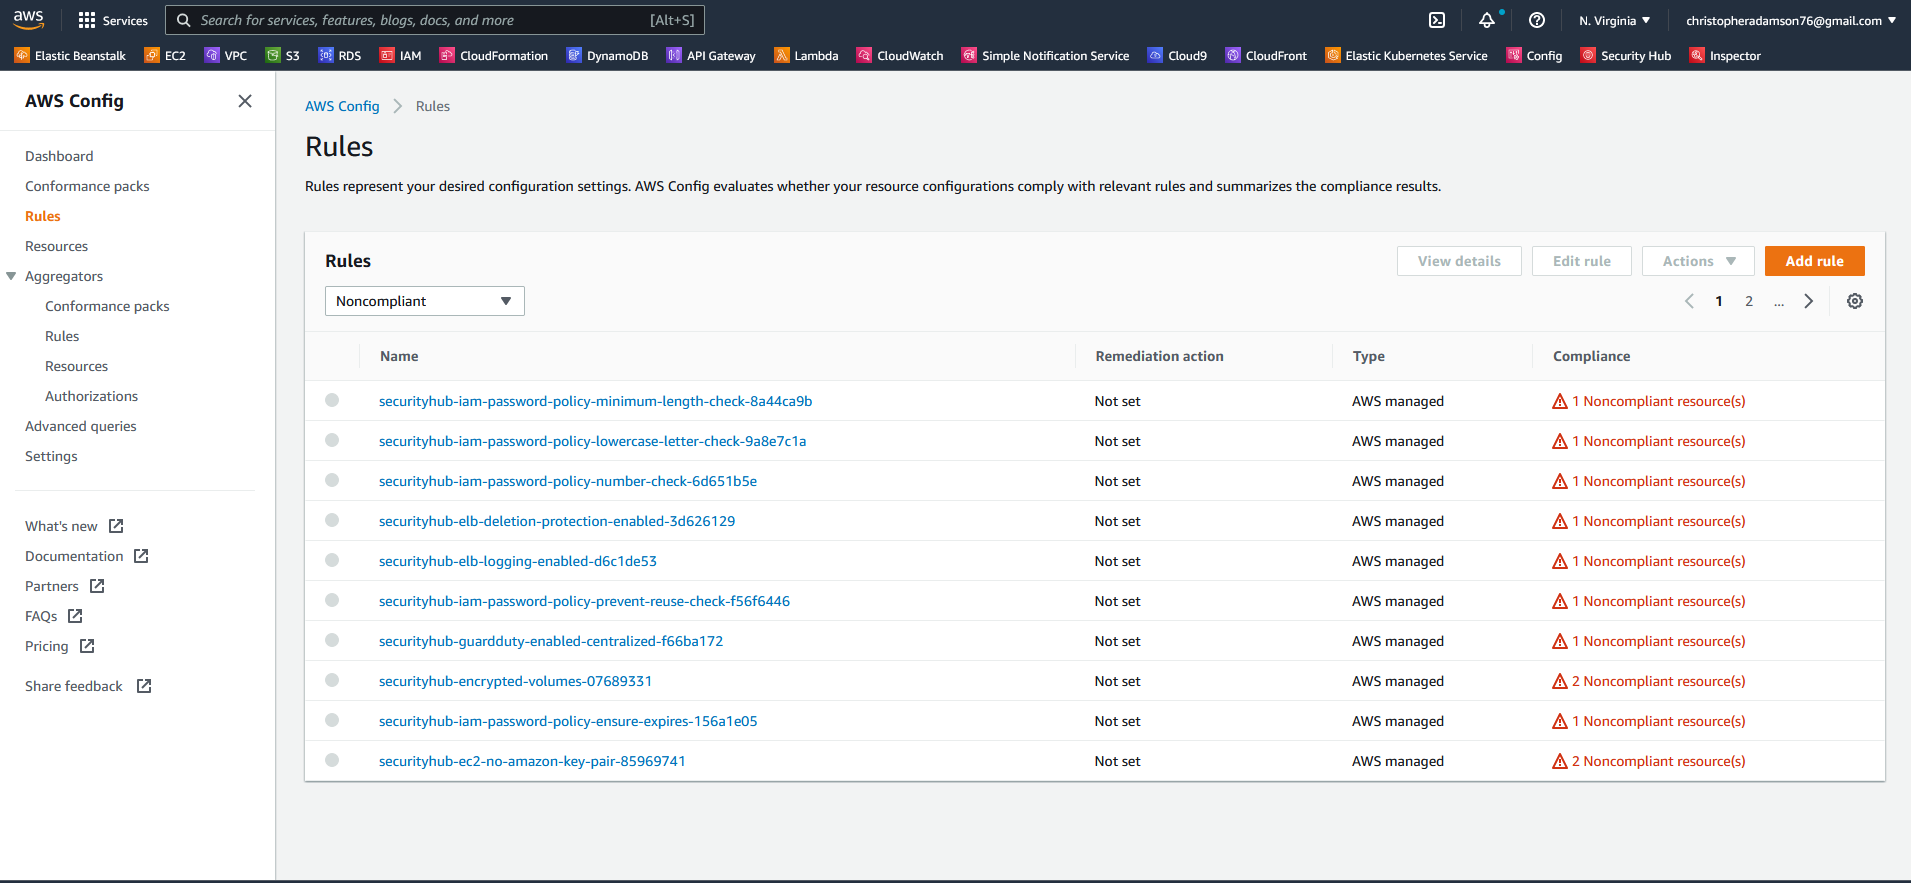 aws Services Search for services, features, blogs, docs, and more [Alt+S] N. Virginia christopheradamson76@gmail.com
Elastic Beanstalk EC2 VPC S3 RDS IAM CloudFormation DynamoDB API Gateway Lambda CloudWatch Simple Notification Service Cloud9 CloudFront Elastic Kubernetes Service Config Security Hub Inspector
AWS Config
Dashboard
Conformance packs
Rules
Resources
Aggregators
Conformance packs
Rules
Resources
Authorizations
Advanced queries
Settings
What's new
Documentation
Partners
FAQs
Pricing
Share feedback
AWS Config > Rules
Rules
Rules represent your desired configuration settings. AWS Config evaluates whether your resource configurations comply with relevant rules and summarizes the compliance results.
Rules View details Edit rule Actions Add rule
Noncompliant 1 2 ...
Name Remediation action Type Compliance
securityhub-iam-password-policy-minimum-length-check-8a44ca9b Not set AWS managed 1 Noncompliant resource(s)
securityhub-iam-password-policy-lowercase-letter-check-9a8e7c1a Not set AWS managed 1 Noncompliant resource(s)
securityhub-iam-password-policy-number-check-6d651b5e Not set AWS managed 1 Noncompliant resource(s)
securityhub-elb-deletion-protection-enabled-3d626129 Not set AWS managed 1 Noncompliant resource(s)
securityhub-elb-logging-enabled-d6c1de53 Not set AWS managed 1 Noncompliant resource(s)
securityhub-iam-password-policy-prevent-reuse-check-f56f6446 Not set AWS managed 1 Noncompliant resource(s)
securityhub-guardduty-enabled-centralized-f66ba172 Not set AWS managed 1 Noncompliant resource(s)
securityhub-encrypted-volumes-07689331 Not set AWS managed 2 Noncompliant resource(s)
securityhub-iam-password-policy-ensure-expires-156a1e05 Not set AWS managed 1 Noncompliant resource(s)
securityhub-ec2-no-amazon-key-pair-85969741 Not set AWS managed 2 Noncompliant resource(s)